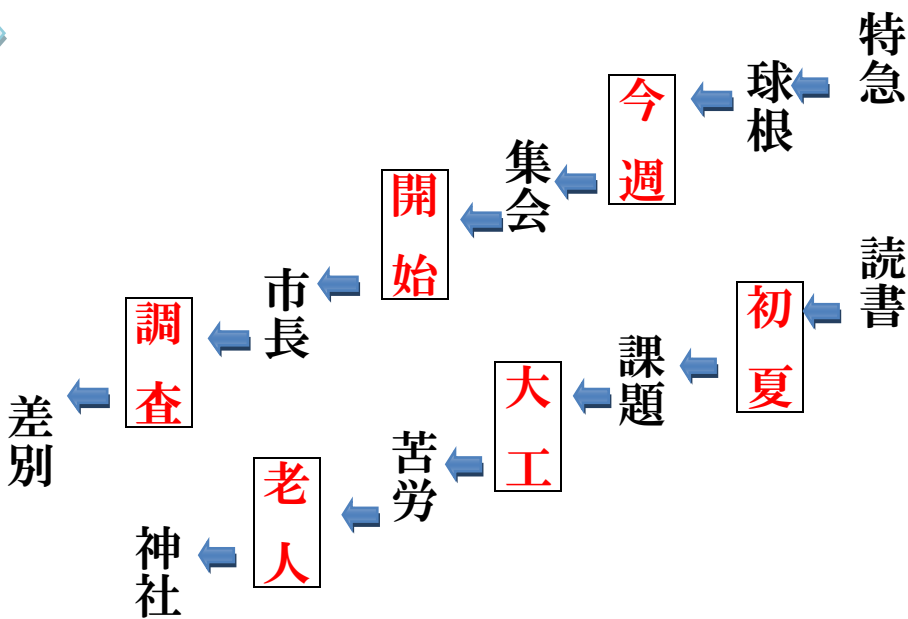 特急
球根
今週
集会
開始
市長
調査
差別
読書
初夏
課題
大工
苦労
老人
神社